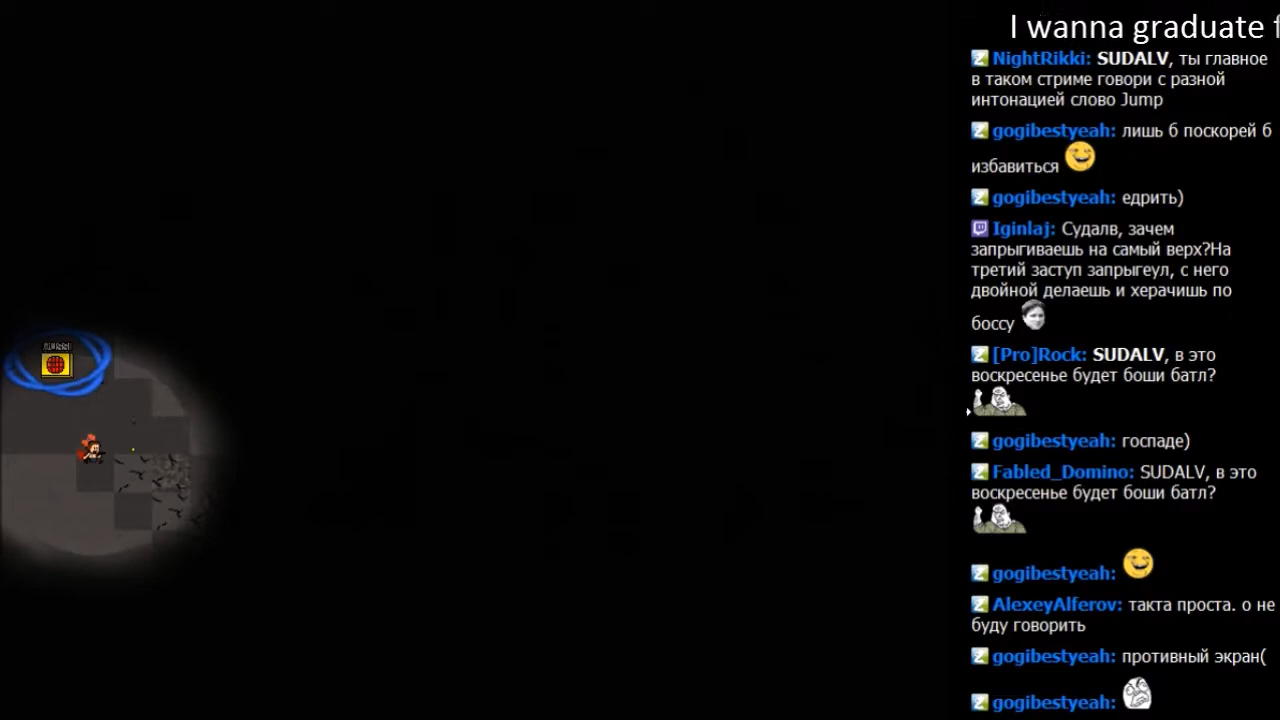 I wanna graduate f
NightRikki: SUDALV, ты главное
в таком стриме говори с разной
интонацией слово Jump
gogibestyeah: лишь б поскорей б
избавиться
gogibestyeah: едрить)
Iginlaj: Судалв, зачем
запрыгиваешь на самый верх?На
третий заступ запрыгеул, с него
двойной делаешь и херачишь по
боссу
[Pro]Rock: SUDALV, в это
воскресенье будет боши батл?
gogibestyeah: госпаде)
Fabled_Domino: SUDALV, в это
воскресенье будет боши батл?
gogibestyeah:
AlexeyAlferov: такта проста. о не
буду говорить
gogibestyeah: противный экран(
gogibestyeah: